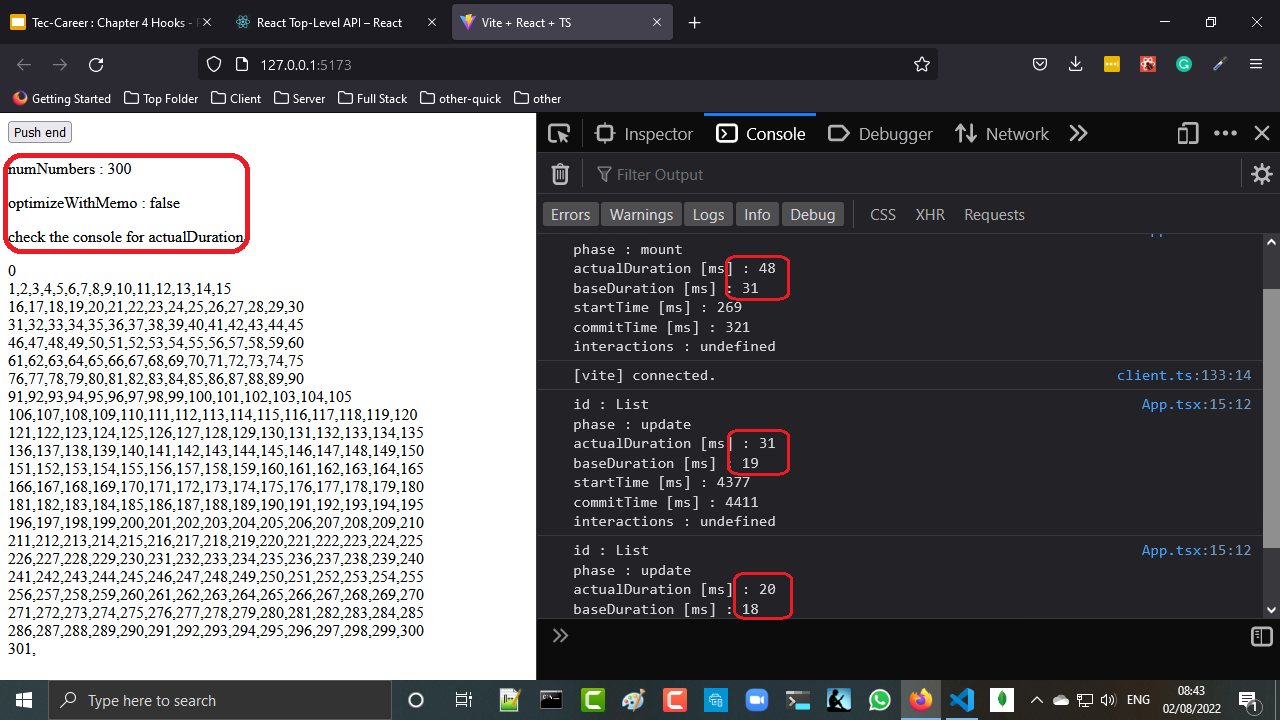 Tec-Career : Chapter 4 Hooks -
React Top-Level API – React
Vite + React + TS
127.0.0.1:5173
Getting Started
Top Folder
Client
Server
Full Stack
other-quick
other
Push end
numNumbers : 300
optimizeWithMemo : false
check the console for actualDuration
0
1,2,3,4,5,6,7,8,9,10,11,12,13,14,15
16,17,18,19,20,21,22,23,24,25,26,27,28,29,30
31,32,33,34,35,36,37,38,39,40,41,42,43,44,45
46,47,48,49,50,51,52,53,54,55,56,57,58,59,60
61,62,63,64,65,66,67,68,69,70,71,72,73,74,75
76,77,78,79,80,81,82,83,84,85,86,87,88,89,90
91,92,93,94,95,96,97,98,99,100,101,102,103,104,105
106,107,108,109,110,111,112,113,114,115,116,117,118,119,120
121,122,123,124,125,126,127,128,129,130,131,132,133,134,135
136,137,138,139,140,141,142,143,144,145,146,147,148,149,150
151,152,153,154,155,156,157,158,159,160,161,162,163,164,165
166,167,168,169,170,171,172,173,174,175,176,177,178,179,180
181,182,183,184,185,186,187,188,189,190,191,192,193,194,195
196,197,198,199,200,201,202,203,204,205,206,207,208,209,210
211,212,213,214,215,216,217,218,219,220,221,222,223,224,225
226,227,228,229,230,231,232,233,234,235,236,237,238,239,240
241,242,243,244,245,246,247,248,249,250,251,252,253,254,255
256,257,258,259,260,261,262,263,264,265,266,267,268,269,270
271,272,273,274,275,276,277,278,279,280,281,282,283,284,285
286,287,288,289,290,291,292,293,294,295,296,297,298,299,300
301,
Inspector
Console
Debugger
Network
Filter Output
Errors
Warnings
Logs
Info
Debug
CSS
XHR
Requests
phase : mount
actualDuration [ms] : 48
baseDuration [ms] : 31
startTime [ms] : 269
commitTime [ms] : 321
interactions : undefined
[vite] connected. client.ts:133:14
id : List App.tsx:15:12
phase : update
actualDuration [ms] : 31
baseDuration [ms] : 19
startTime [ms] : 4377
commitTime [ms] : 4411
interactions : undefined
id : List App.tsx:15:12
phase : update
actualDuration [ms] : 20
baseDuration [ms] : 18
Type here to search
ENG
08:43
02/08/2022
1